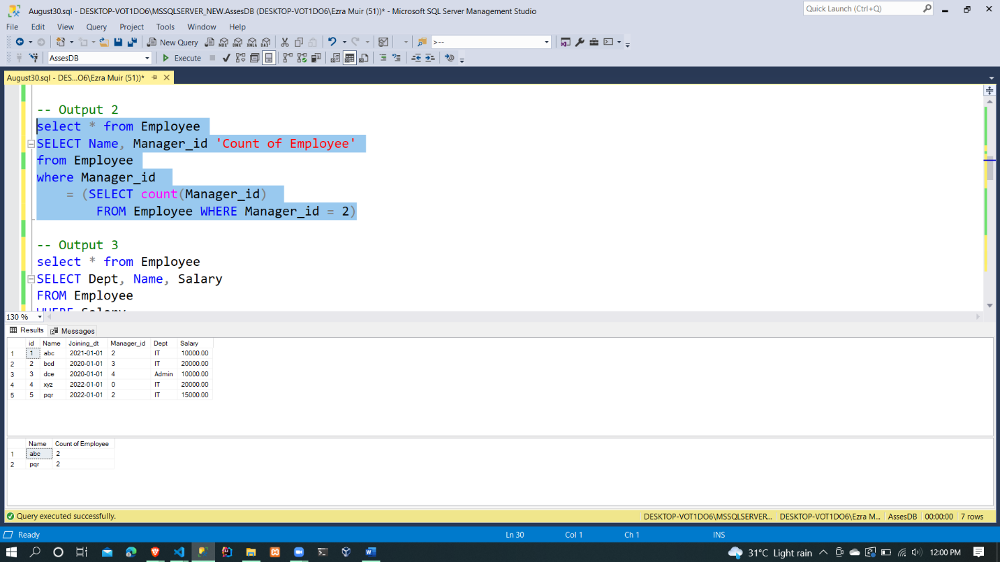 August30.sql - DESKTOP-VOT1DO6\MSSQLSERVER_NEW.AssesDB (DESKTOP-VOT1DO6\Ezra Muir (51))* - Microsoft SQL Server Management Studio
Quick Launch (Ctrl+Q)
File Edit View Query Project Tools Window Help
New Query MDX DMX XMLA DAX >--
AssesDB Execute
August30.sql - DES...O6\Ezra Muir (51))*
-- Output 2
select * from Employee
SELECT Name, Manager_id 'Count of Employee'
from Employee
where Manager_id
= (SELECT count(Manager_id)
FROM Employee WHERE Manager_id = 2)
-- Output 3
select * from Employee
SELECT Dept, Name, Salary
FROM Employee
WHERE Salary
130 %
Results Messages
id Name Joining_dt Manager_id Dept Salary
1 1 abc 2021-01-01 2 IT 10000.00
2 2 bcd 2020-01-01 3 IT 20000.00
3 3 dce 2020-01-01 4 Admin 10000.00
4 4 xyz 2022-01-01 0 IT 20000.00
5 5 pqr 2022-01-01 2 IT 15000.00
Name Count of Employee
1 abc 2
2 pqr 2
Query executed successfully.
DESKTOP-VOT1DO6\MSSQLSERVER... DESKTOP-VOT1DO6\Ezra M... AssesDB 00:00:00 7 rows
Ready Ln 30 Col 1 Ch 1 INS
31°C Light rain 12:00 PM